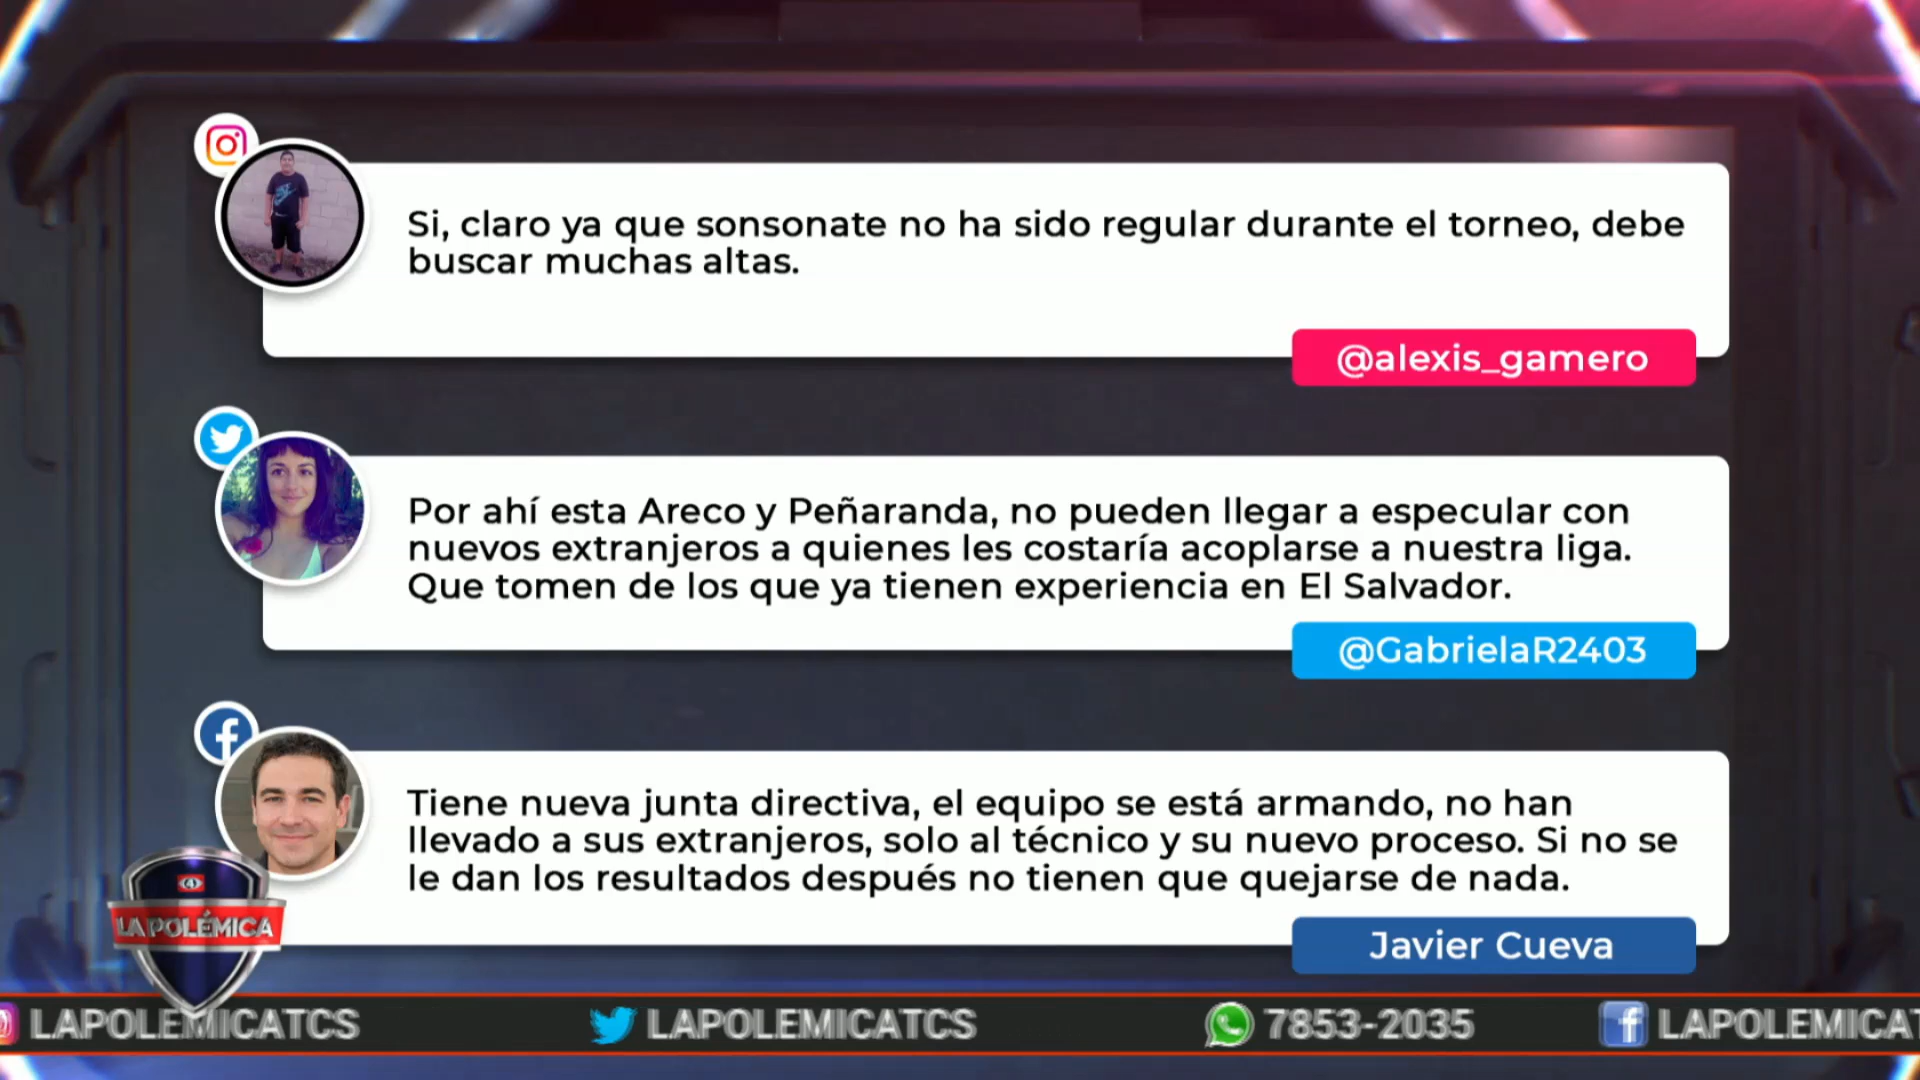 Si, claro ya que sonsonate no ha sido regular durante el torneo, debe
buscar muchas altas.
@alexis_gamero
Por ahí esta Areco y Peñaranda, no pueden llegar a especular con
nuevos extranjeros a quienes les costaría acoplarse a nuestra liga.
Que tomen de los que ya tienen experiencia en El Salvador.
@GabrielaR2403
Tiene nueva junta directiva, el equipo se está armando, no han
llevado a sus extranjeros, solo al técnico y su nuevo proceso. Si no se
le dan los resultados después no tienen que quejarse de nada.
Javier Cueva
4
LA POLÉMICA
LAPOLEMICATCS LAPOLEMICATCS 7853-2035 LAPOLEMICAT